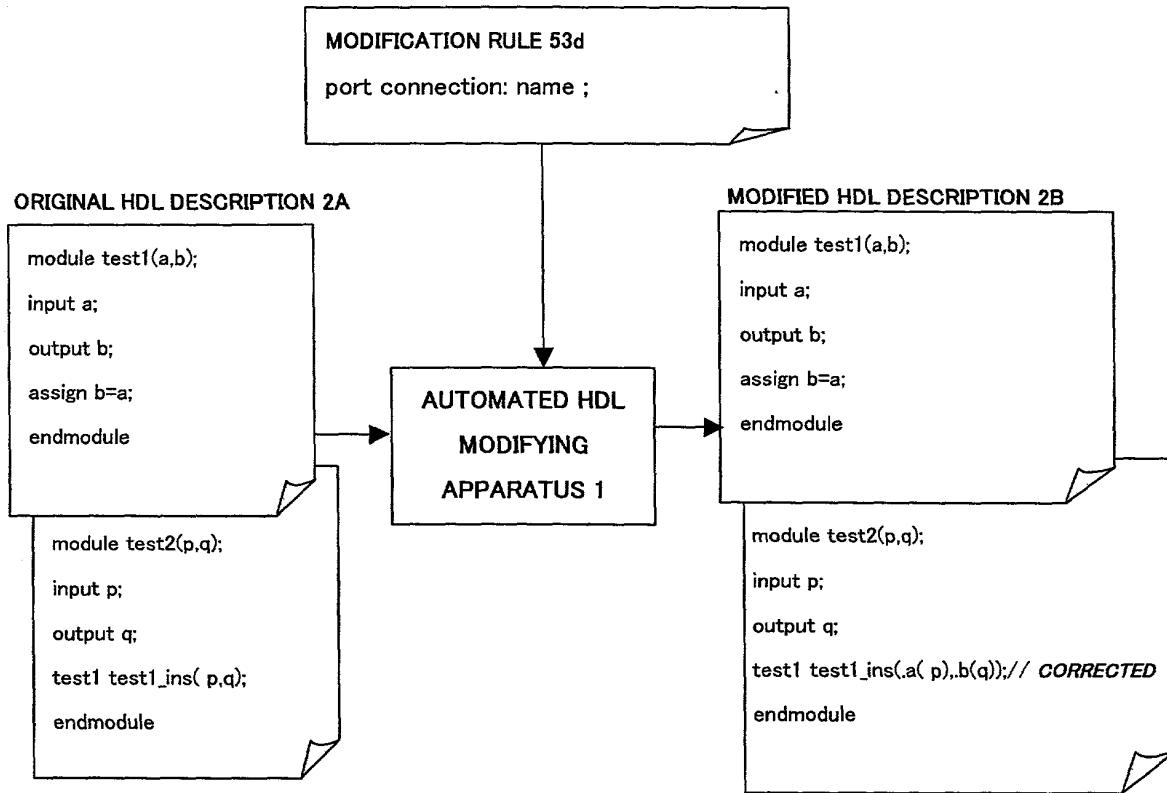 MODIFICATION RULE 53d
port connection: name ;
ORIGINAL HDL DESCRIPTION 2A
module test1(a,b);
input a;
output b;
assign b=a;
endmodule
module test2(p,q);
input p;
output q;
test1 test1_ins( p,q);
endmodule
AUTOMATED HDL
MODIFYING
APPARATUS 1
MODIFIED HDL DESCRIPTION 2B
module test1(a,b);
input a;
output b;
assign b=a;
endmodule
module test2(p,q);
input p;
output q;
test1 test1_ins(.a( p),.b(q));// CORRECTED
endmodule